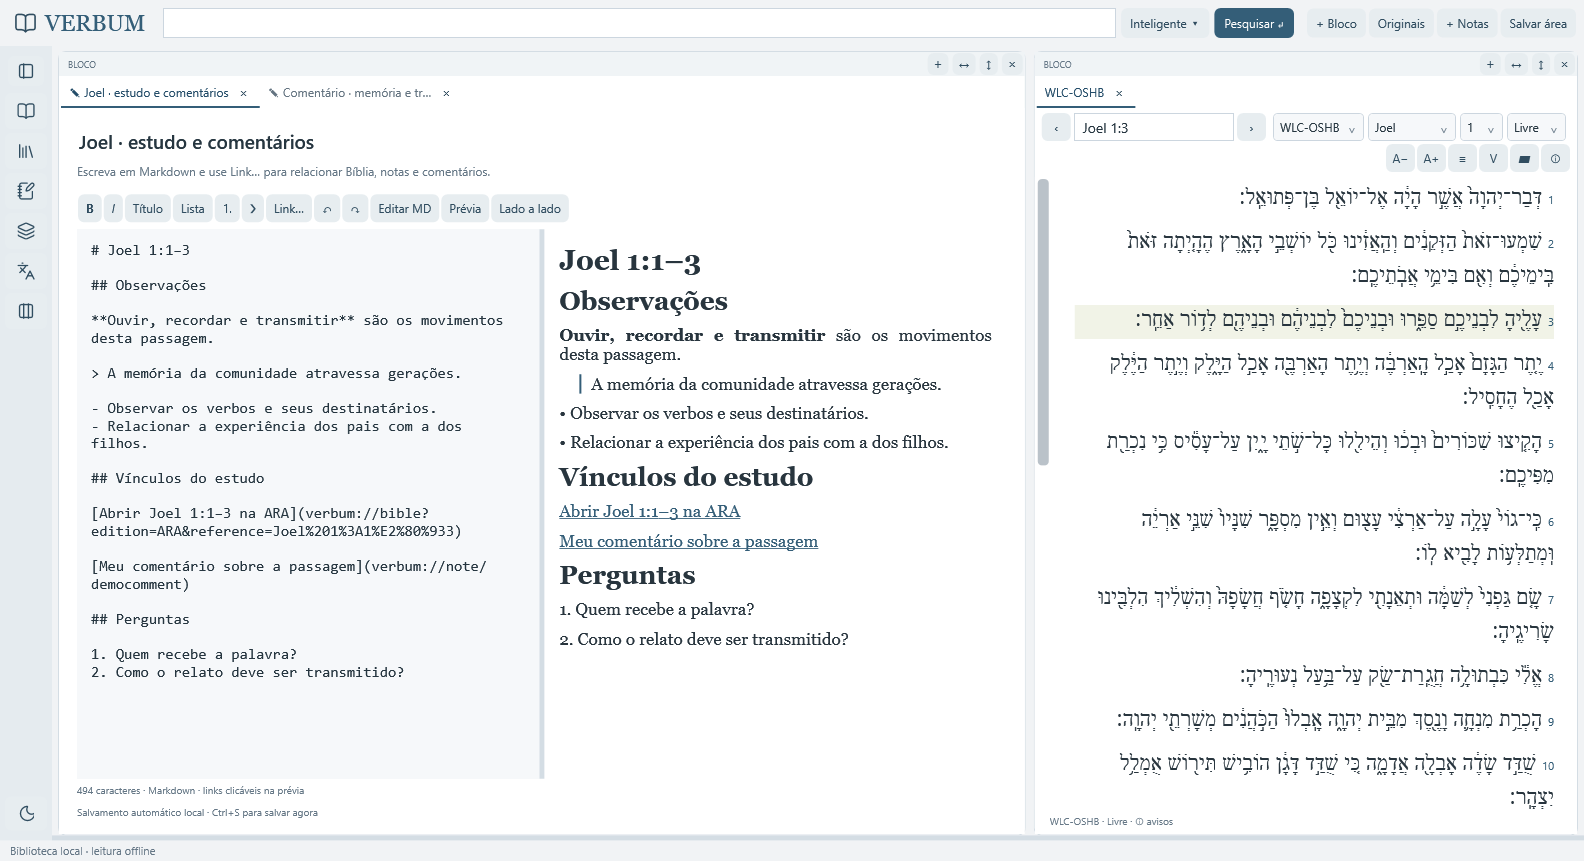 VERBUM
Inteligente
Pesquisar
+ Bloco
Originais
+ Notas
Salvar área
BLOCO
Joel · estudo e comentários
Comentário · memória e tr...
Joel · estudo e comentários
Escreva em Markdown e use Link... para relacionar Bíblia, notas e comentários.
B I Título Lista 1. Link... Editar MD Prévia Lado a lado
# Joel 1:1–3
## Observações
**Ouvir, recordar e transmitir** são os movimentos
desta passagem.
> A memória da comunidade atravessa gerações.
- Observar os verbos e seus destinatários.
- Relacionar a experiência dos pais com a dos
filhos.
## Vínculos do estudo
[Abrir Joel 1:1–3 na ARA](verbum://bible?
edition=ARA&reference=Joel%201%3A1%E2%80%933)
[Meu comentário sobre a passagem](verbum://note/
democomment)
## Perguntas
1. Quem recebe a palavra?
2. Como o relato deve ser transmitido?
Joel 1:1–3
Observações
Ouvir, recordar e transmitir são os movimentos
desta passagem.
A memória da comunidade atravessa gerações.
• Observar os verbos e seus destinatários.
• Relacionar a experiência dos pais com a dos filhos.
Vínculos do estudo
Abrir Joel 1:1–3 na ARA
Meu comentário sobre a passagem
Perguntas
1. Quem recebe a palavra?
2. Como o relato deve ser transmitido?
494 caracteres · Markdown · links clicáveis na prévia
Salvamento automático local · Ctrl+S para salvar agora
BLOCO
WLC-OSHB
Joel 1:3
WLC-OSHB
Joel
1
Livre
A− A+ ≡ V
1 דְּבַר־יְהוָה֙ אֲשֶׁ֣ר הָיָ֔ה אֶל־יוֹאֵ֖ל בֶּן־פְּתוּאֵֽל׃
2 שִׁמְעוּ־זֹאת֙ הַזְּקֵנִ֔ים וְהַֽאֲזִ֔ינוּ כֹּ֖ל יוֹשְׁבֵ֣י הָאָ֑רֶץ הֶהָ֤יְתָה זֹּאת֙
בִּֽימֵיכֶ֔ם וְאִ֖ם בִּימֵ֥י אֲבֹֽתֵיכֶֽם׃
3 עָלֶ֖יהָ לִבְנֵיכֶ֣ם סַפֵּ֑רוּ וּבְנֵיכֶם֙ לִבְנֵיהֶ֔ם וּבְנֵיהֶ֖ם לְד֥וֹר אַחֵֽר׃
4 יֶ֤תֶר הַגָּזָם֙ אָכַ֣ל הָֽאַרְבֶּ֔ה וְיֶ֥תֶר הָאַרְבֶּ֖ה אָכַ֣ל הַיָּ֑לֶק וְיֶ֣תֶר הַיֶּ֔לֶק
אָכַ֖ל הֶחָסִֽיל׃
5 הָקִ֤יצוּ שִׁכּוֹרִים֙ וּבְכ֔וּ וְהֵילִ֖לוּ כָּל־שֹׁ֣תֵי יָ֑יִן עַל־עָסִ֕יס כִּ֥י נִכְרַ֖ת
מִפִּיכֶֽם׃
6 כִּֽי־גוֹי֙ עָלָ֣ה עַל־אַרְצִ֔י עָצ֖וּם וְאֵ֣ין מִסְפָּ֑ר שִׁנָּיו֙ שִׁנֵּ֣י אַרְיֵ֔ה
וּֽמְתַלְּע֥וֹת לָבִ֖יא לֽוֹ׃
7 שָׂ֤ם גַּפְנִי֙ לְשַׁמָּ֔ה וּתְאֵנָתִ֖י לִקְצָפָ֑ה חָשֹׂ֤ף חֲשָׂפָהּ֙ וְהִשְׁלִ֔יךְ הִלְבִּ֖ינוּ
שָׂרִיגֶֽיהָ׃
8 אֱלִ֕י כִּבְתוּלָ֥ה חֲגֻֽרַת־שַׂ֖ק עַל־בַּ֥עַל נְעוּרֶֽיהָ׃
9 הָכְרַ֥ת מִנְחָ֛ה וָנֶ֖סֶךְ מִבֵּ֣ית יְהוָ֑ה אָֽבְלוּ֙ הַכֹּ֣הֲנִ֔ים מְשָׁרְתֵ֖י יְהוָֽה׃
10 שֻׁדַּ֣ד שָׂדֶ֔ה אָבְלָ֖ה אֲדָמָ֑ה כִּ֚י שֻׁדַּ֣ד דָּגָ֔ן הוֹבִ֥ישׁ תִּיר֖וֹשׁ אֻמְלַ֥ל
יִצְהָֽר׃
WLC-OSHB · Livre · ⓘ avisos
Biblioteca local · leitura offline